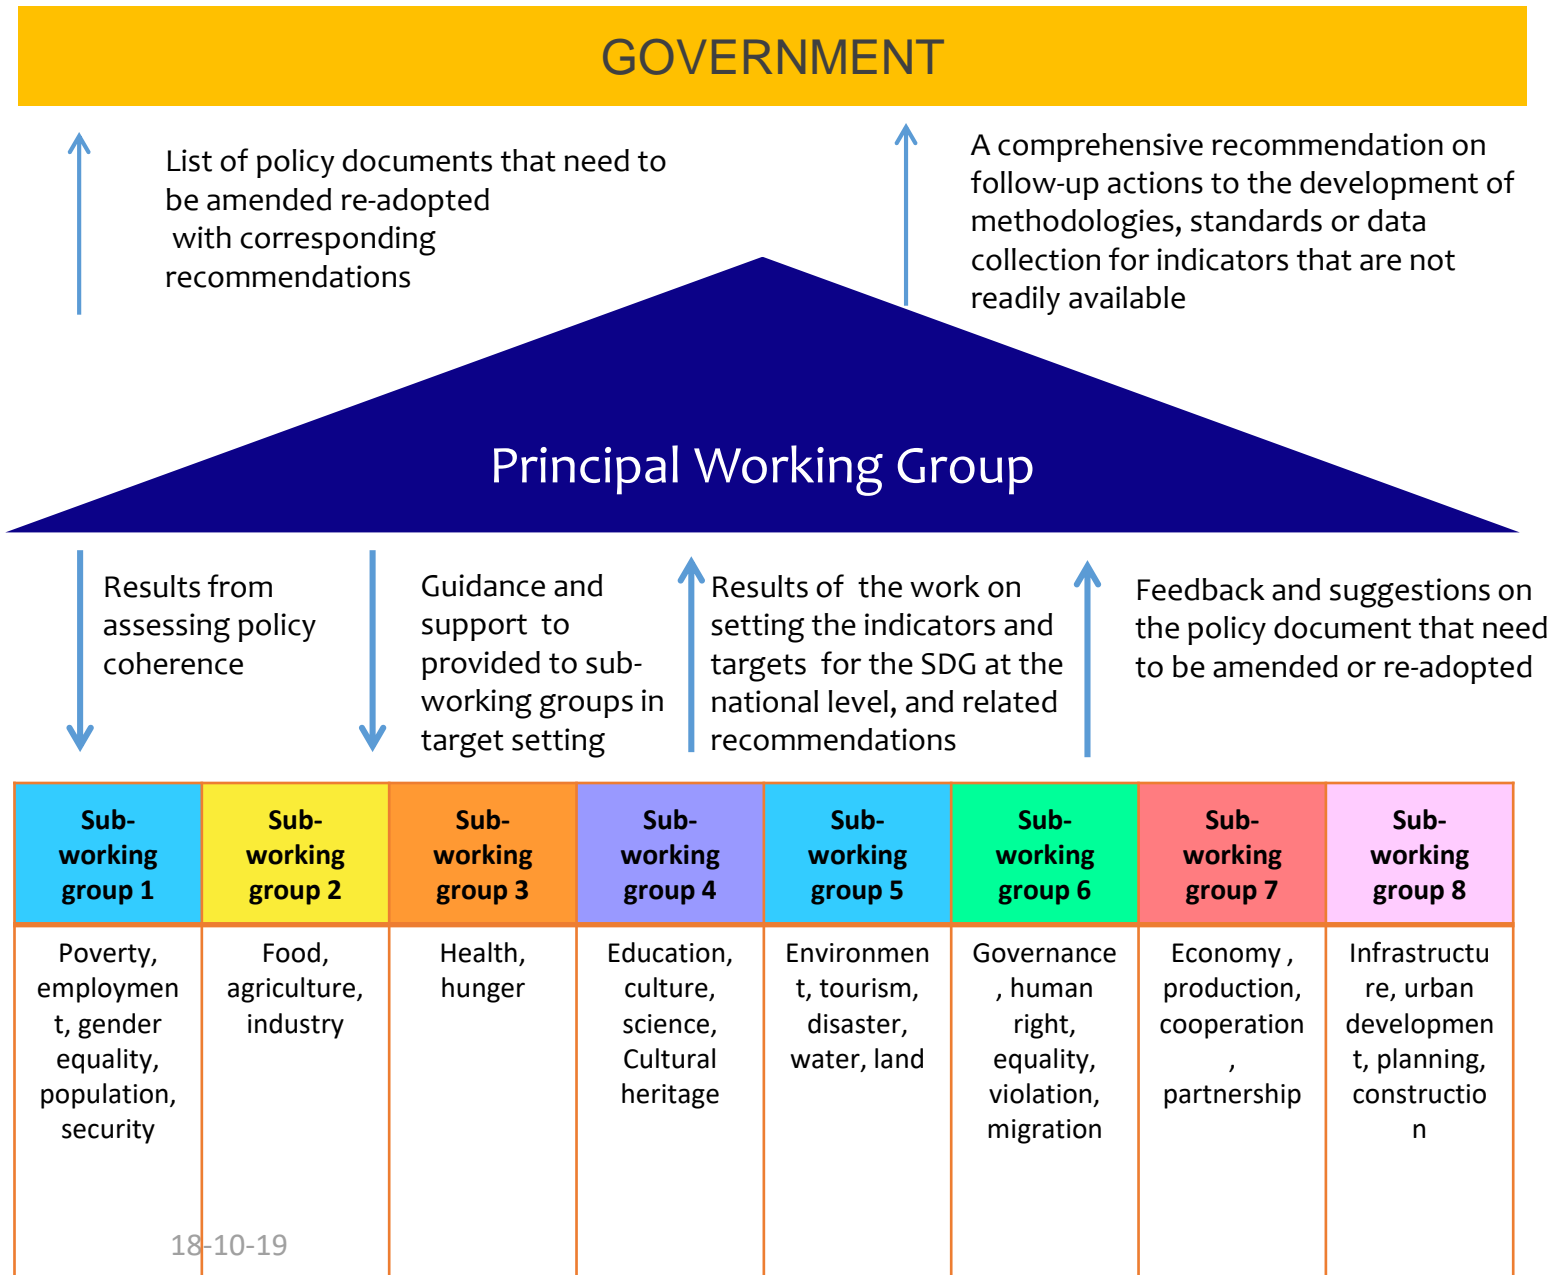 GOVERNMENT
List of policy documents that need to
be amended re-adopted
with corresponding
recommendations
A comprehensive recommendation on
follow-up actions to the development of
methodologies, standards or data
collection for indicators that are not
readily available
Principal Working Group
Results from
assessing policy
coherence
Guidance and
support to
provided to sub-
working groups in
target setting
Results of the work on
setting the indicators and
targets for the SDG at the
national level, and related
recommendations
Feedback and suggestions on
the policy document that need
to be amended or re-adopted
Sub-
working
group 1
Sub-
working
group 2
Sub-
working
group 3
Sub-
working
group 4
Sub-
working
group 5
Sub-
working
group 6
Sub-
working
group 7
Sub-
working
group 8
Poverty,
employmen
t, gender
equality,
population,
security
Food,
agriculture,
industry
Health,
hunger
Education,
culture,
science,
Cultural
heritage
Environmen
t, tourism,
disaster,
water, land
Governance
, human
right,
equality,
violation,
migration
Economy ,
production,
cooperation
,
partnership
Infrastructu
re, urban
developmen
t, planning,
constructio
n
18-10-19